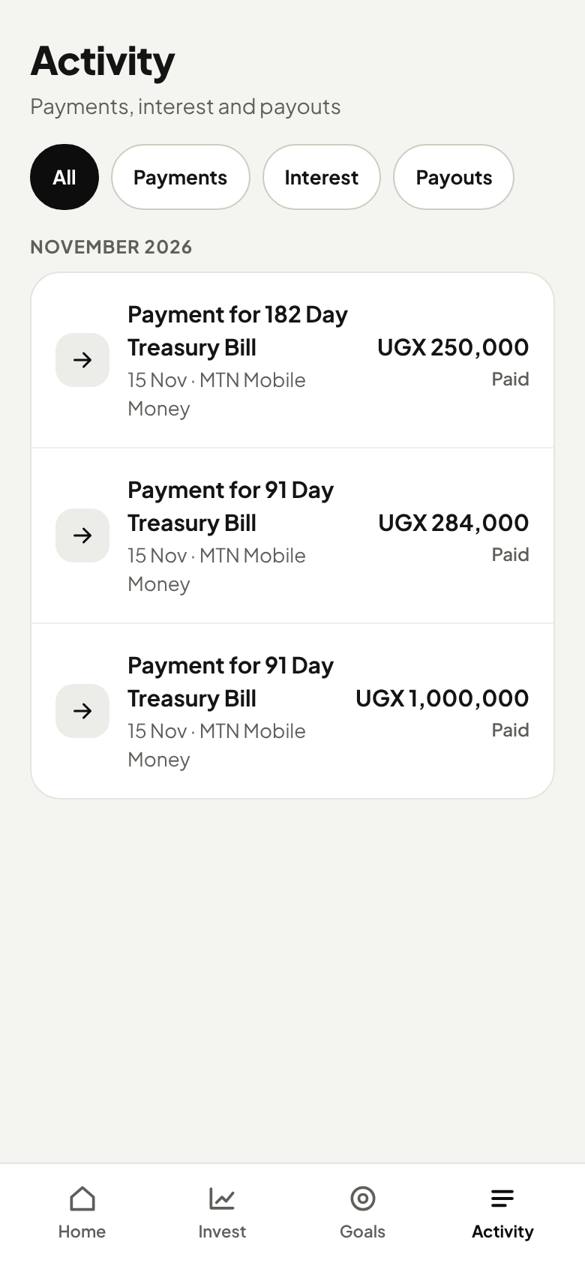 Activity
Payments, interest and payouts
All
Payments
Interest
Payouts
NOVEMBER 2026
Payment for 182 Day
Treasury Bill
15 Nov · MTN Mobile
Money
UGX 250,000
Paid
Payment for 91 Day
Treasury Bill
15 Nov · MTN Mobile
Money
UGX 284,000
Paid
Payment for 91 Day
Treasury Bill
15 Nov · MTN Mobile
Money
UGX 1,000,000
Paid
Home
Invest
Goals
Activity